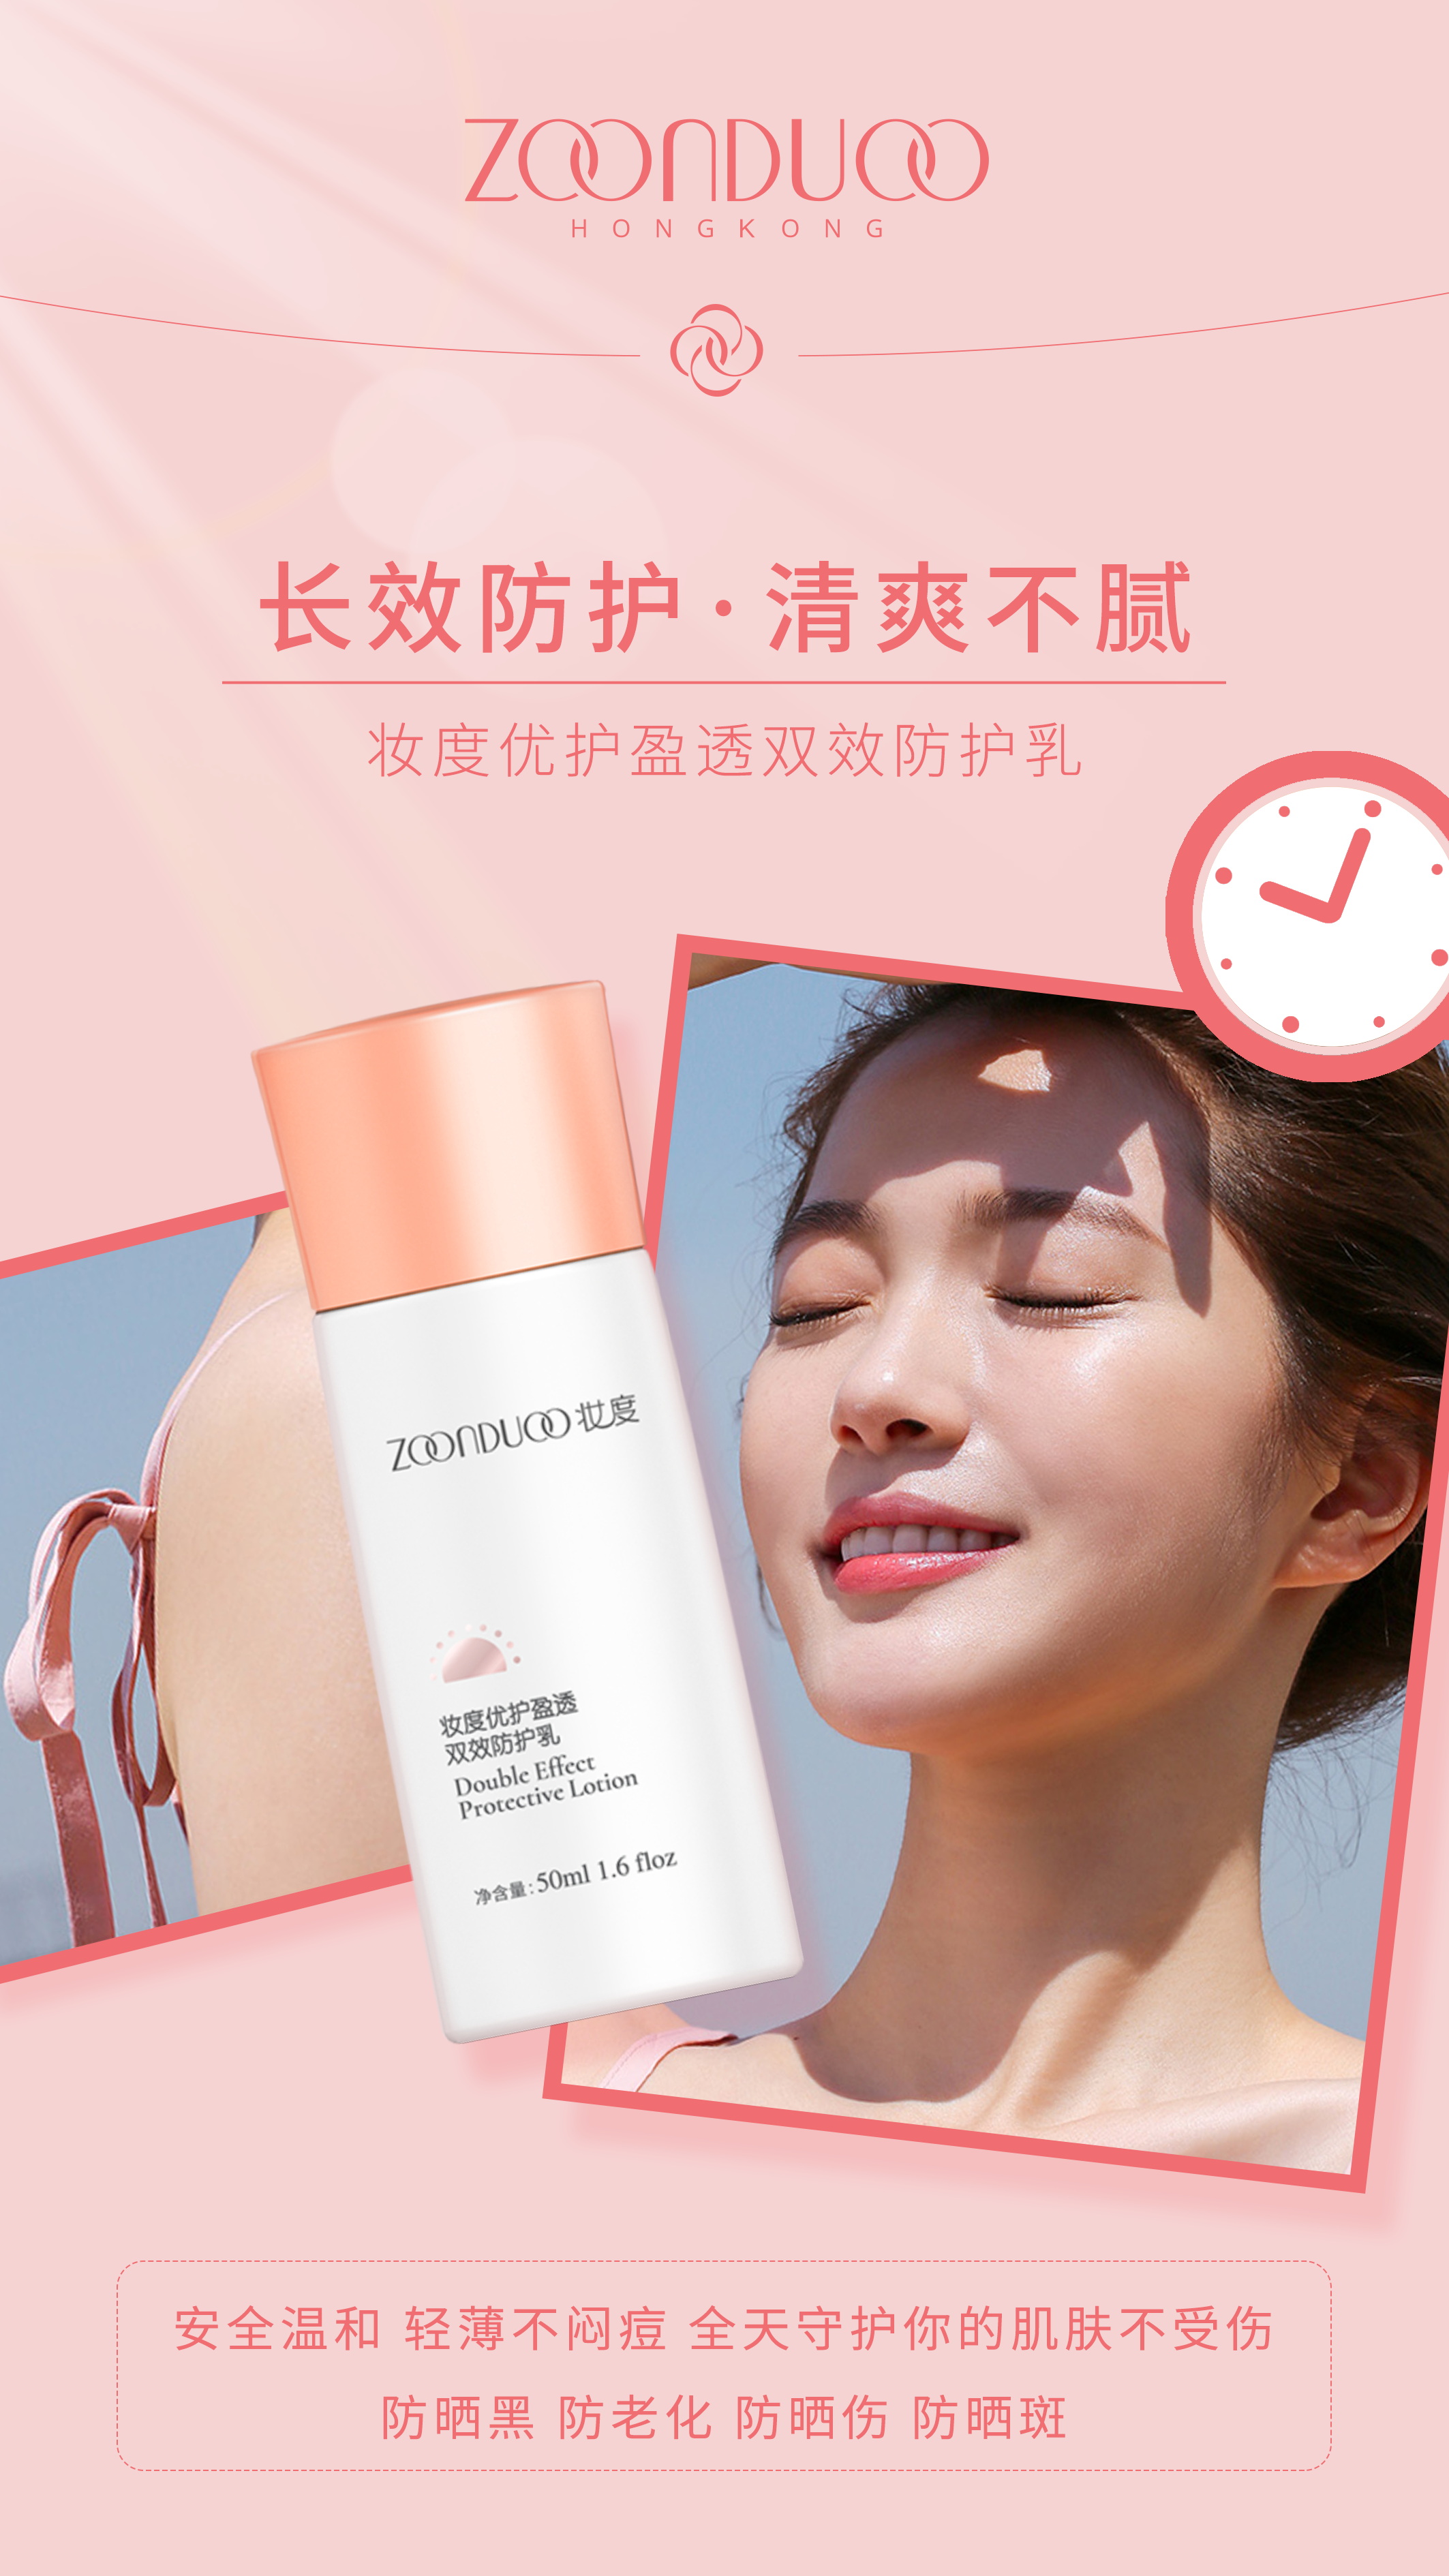 ZOONDUOO
HONGKONG
长效防护·清爽不腻
妆度优护盈透双效防护乳
ZOONDUOO 妆度
妆度优护盈透
双效防护乳
Double Effect
Protective Lotion
净含量:50ml 1.6 floz
安全温和 轻薄不闷痘 全天守护你的肌肤不受伤
防晒黑 防老化 防晒伤 防晒斑